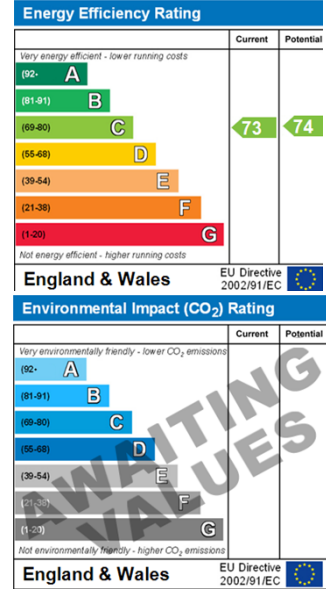 Energy Efficiency Rating
Current Potential
Very energy efficient - lower running costs
(92- A
(81-91) B
(69-80) C 73 74
(55-68) D
(39-54) E
(21-38) F
(1-20) G
Not energy efficient - higher running costs
England & Wales EU Directive 2002/91/EC
Environmental Impact (CO₂) Rating
Current Potential
Very environmentally friendly - lower CO₂ emissions
(92- A
(81-91) B
(69-80) C
(55-68) D
(39-54) E
(21-38) F
(1-20) G
Not environmentally friendly - higher CO₂ emissions
AWAITING
VALUES
England & Wales EU Directive 2002/91/EC